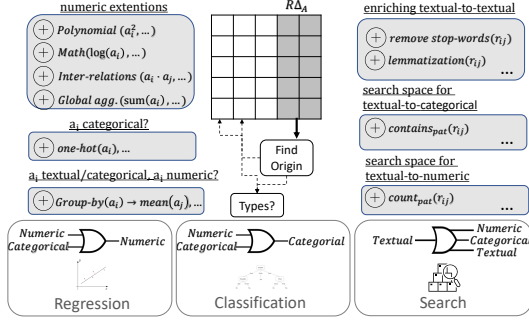 numeric extentions
⊕ Polynomial (a_i^2, …)
⊕ Math(log(a_i), …)
⊕ Inter-relations (a_i · a_j, …)
⊕ Global agg. (sum(a_i), …)
a_i categorical?
⊕ one-hot(a_i), …
a_i textual/categorical, a_i numeric?
⊕ Group-by(a_i) → mean(a_j), …
RΔ_A
Find
Origin
Types?
enriching textual-to-textual
⊕ remove stop-words(r_ij)
⊕ lemmatization(r_ij)
…
search space for
textual-to-categorical
⊕ contains_pat(r_ij)
…
search space for
textual-to-numeric
⊕ count_pat(r_ij)
…
Numeric
Categorical
Numeric
Regression
Numeric
Categorical
Categorial
Classification
Textual
Numeric
Categorical
Textual
Search